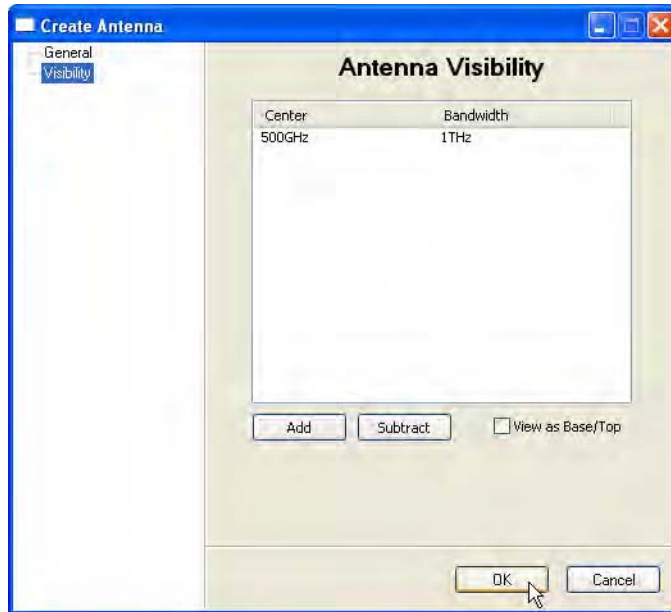 Create Antenna
General
Visibility
Antenna Visibility
Center Bandwidth
500GHz 1THz
Add Subtract View as Base/Top
OK Cancel